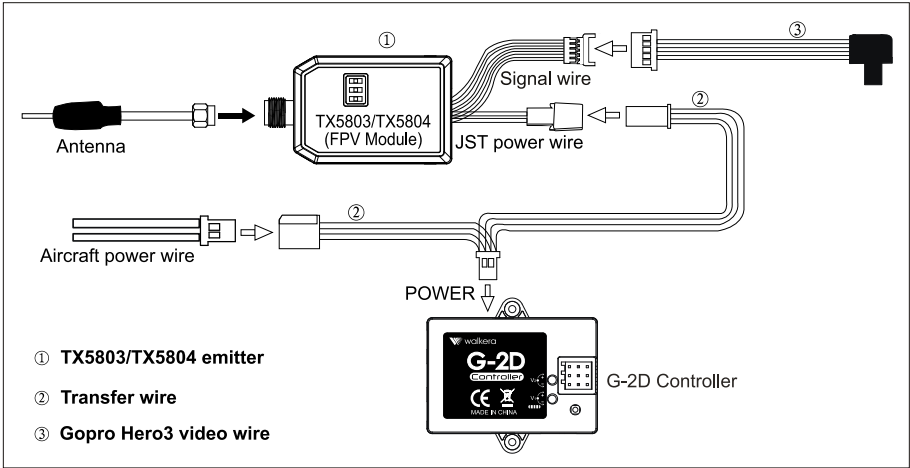 ①
③
Signal wire
②
TX5803/TX5804
(FPV Module)
JST power wire
Antenna
②
Aircraft power wire
POWER
walkera
G-2D
Controller
CE
MADE IN CHINA
V+
V+
G-2D Controller
① TX5803/TX5804 emitter
② Transfer wire
③ Gopro Hero3 video wire